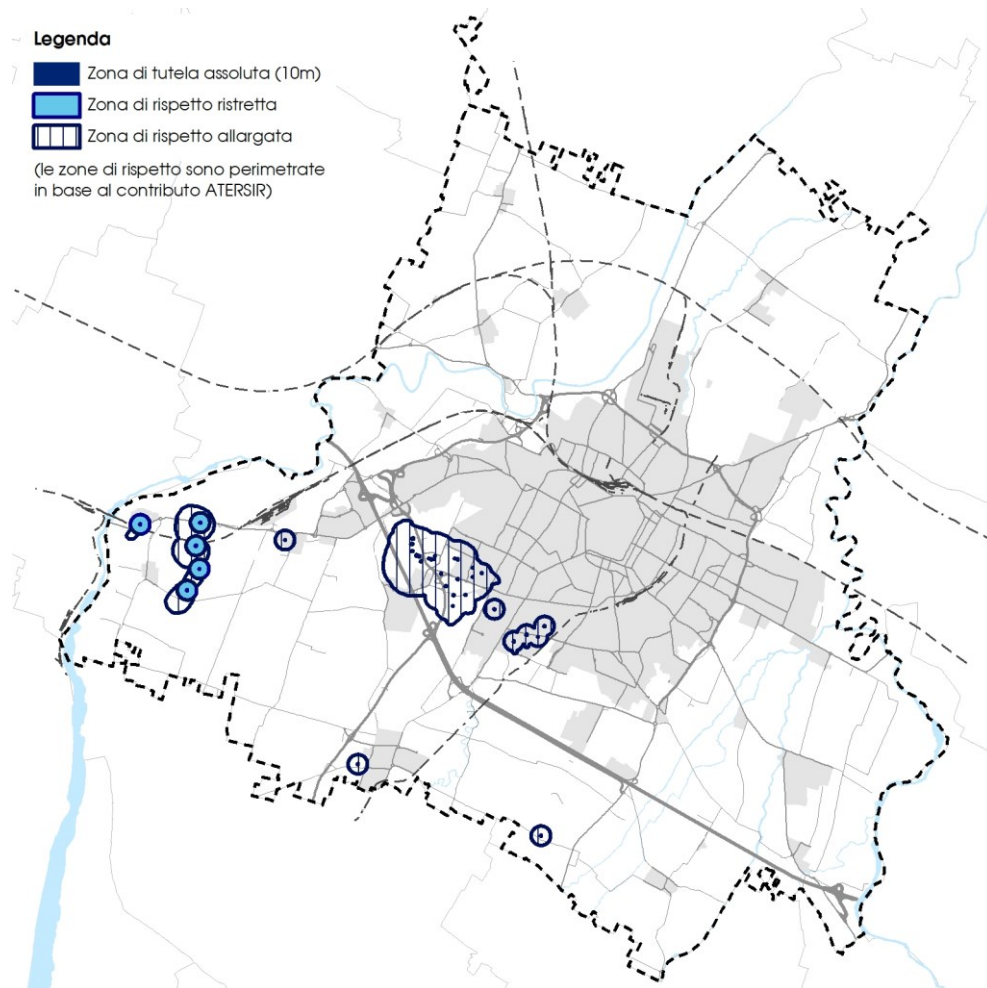 Legenda
Zona di tutela assoluta (10m)
Zona di rispetto ristretta
Zona di rispetto allargata
(le zone di rispetto sono perimetrate
in base al contributo ATERSIR)